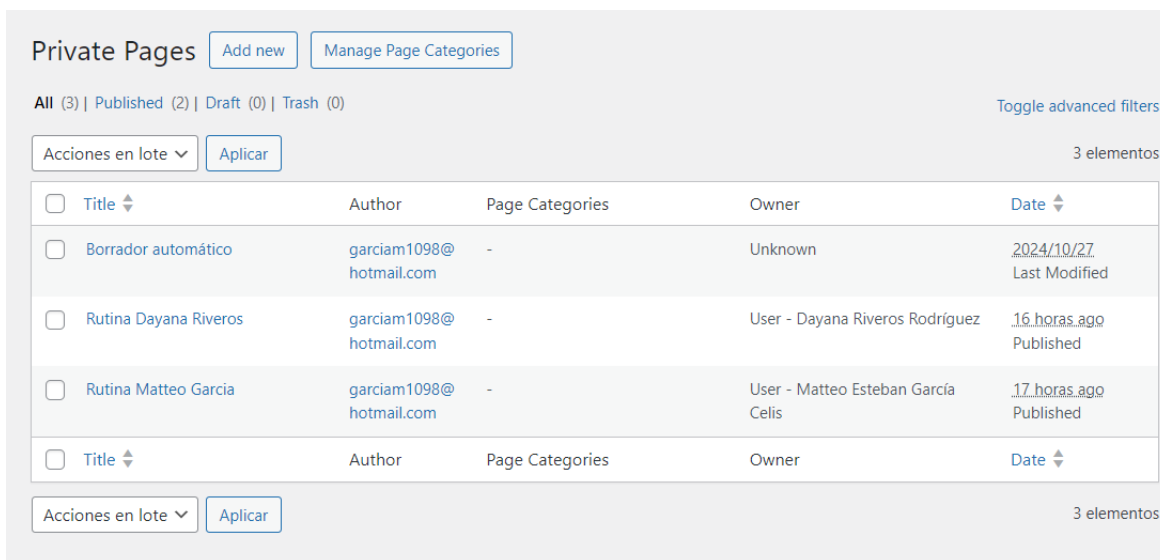 Private Pages Add new Manage Page Categories
All (3) | Published (2) | Draft (0) | Trash (0)
Toggle advanced filters
Acciones en lote Aplicar 3 elementos
Title Author Page Categories Owner Date
Borrador automático garciam1098@ - Unknown 2024/10/27
hotmail.com Last Modified
Rutina Dayana Riveros garciam1098@ - User - Dayana Riveros Rodríguez 16 horas ago
hotmail.com Published
Rutina Matteo Garcia garciam1098@ - User - Matteo Esteban García 17 horas ago
hotmail.com Celis Published
Title Author Page Categories Owner Date
Acciones en lote Aplicar 3 elementos